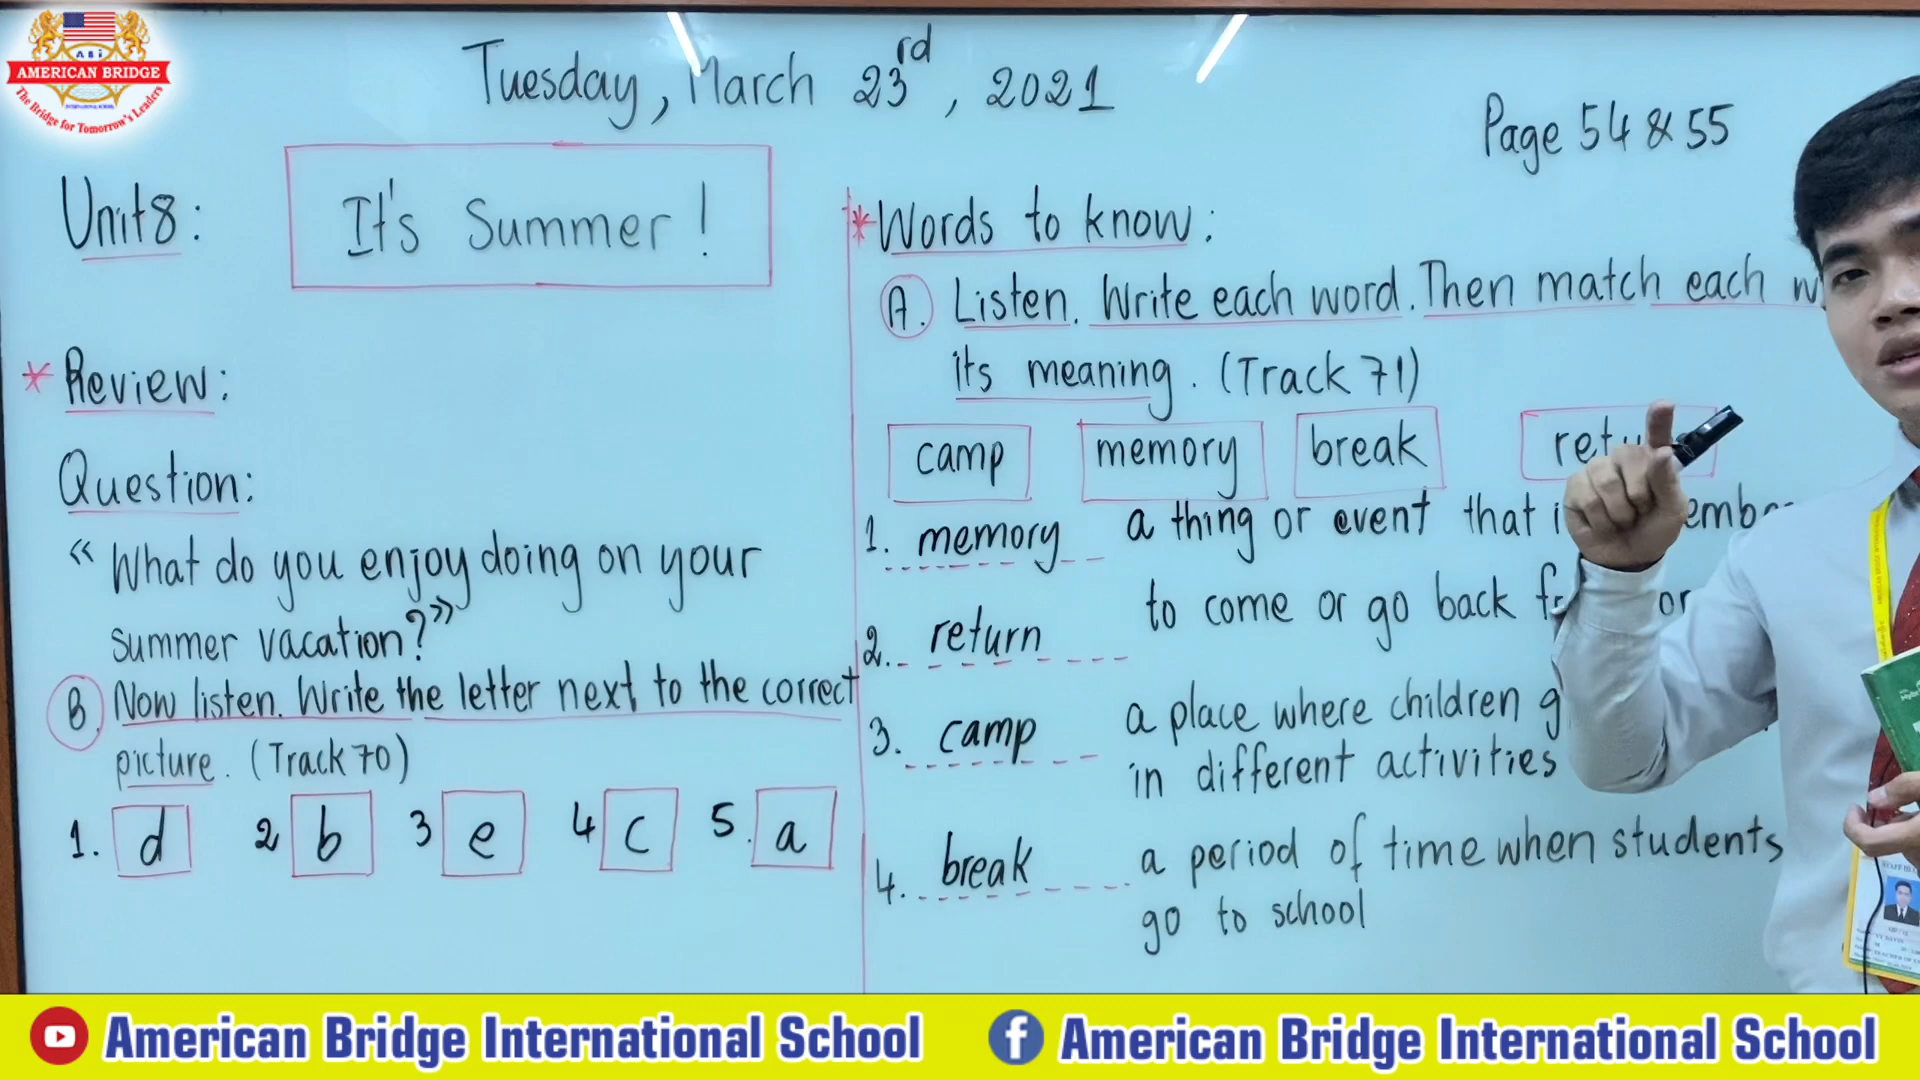 ABi
AMERICAN BRIDGE
INTERNATIONAL SCHOOL
The Bridge for Tomorrow's Leaders
Tuesday, March 23rd, 2021
Page 54 & 55
Unit 8:
It's Summer!
* Review:
Question:
“What do you enjoy doing on your
summer vacation?”
B. Now listen. Write the letter next to the correct
picture. (Track 70)
1. d 2 b 3 e 4 c 5. a
* Words to know:
A. Listen. Write each word. Then match each
its meaning. (Track 71)
camp memory break
1. memory a thing or event that
2. return to come or go back
3. camp a place where children
in different activities
4. break a period of time when students
go to school
American Bridge International School
American Bridge International School